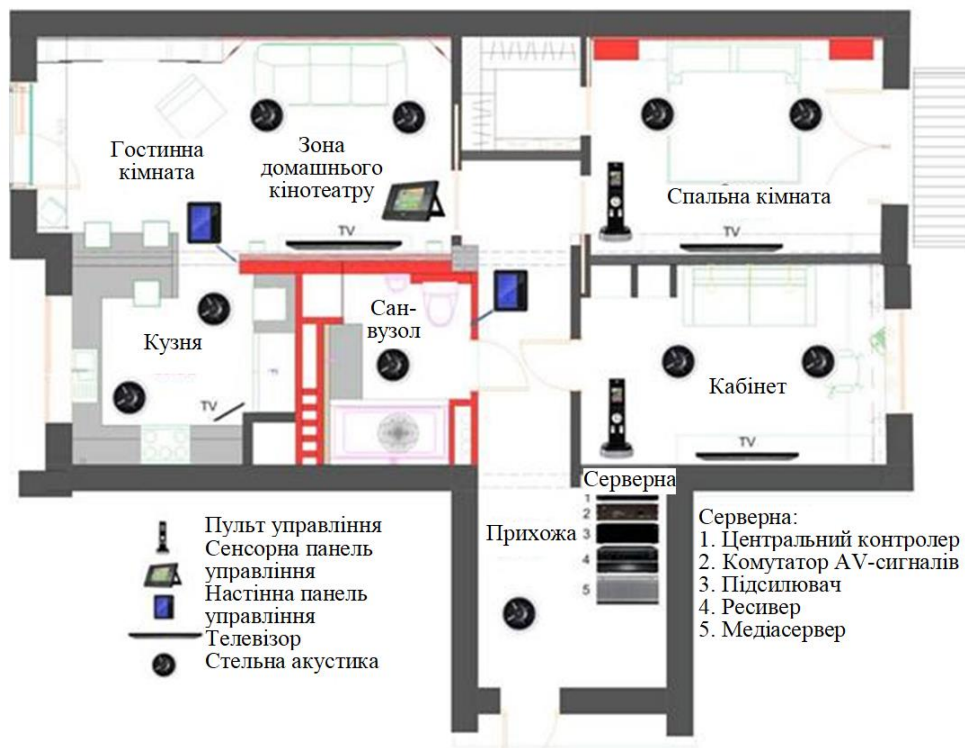 Гостинна
кімната
Зона
домашнього
кінотеатру
TV
Спальна кімната
TV
Кузня
TV
Сан-
вузол
Кабінет
TV
Серверна
1
2
3
4
5
Прихожа
Пульт управління
Сенсорна панель
управління
Настінна панель
управління
Телевізор
Стельна акустика
Серверна:
1. Центральний контролер
2. Комутатор AV-сигналів
3. Підсилювач
4. Ресивер
5. Медіасервер